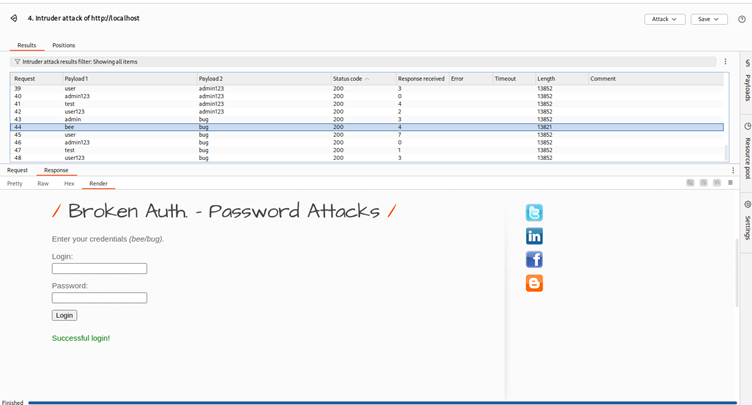 4. Intruder attack of http://localhost
Attack
Save
Results Positions
Intruder attack results filter: Showing all items
Request Payload 1 Payload 2 Status code Response received Error Timeout Length Comment
39 user admin123 200 3 13852
40 admin123 admin123 200 0 13852
41 test admin123 200 4 13852
42 user123 admin123 200 2 13852
43 admin bug 200 3 13852
44 bee bug 200 4 13821
45 user bug 200 7 13852
46 admin123 bug 200 0 13852
47 test bug 200 1 13852
48 user123 bug 200 3 13852
Request Response
Pretty Raw Hex Render
/ Broken Auth. - Password Attacks /
Enter your credentials (bee/bug).
Login:
Password:
Login
Successful login!
Payloads
Resource pool
Settings
Finished